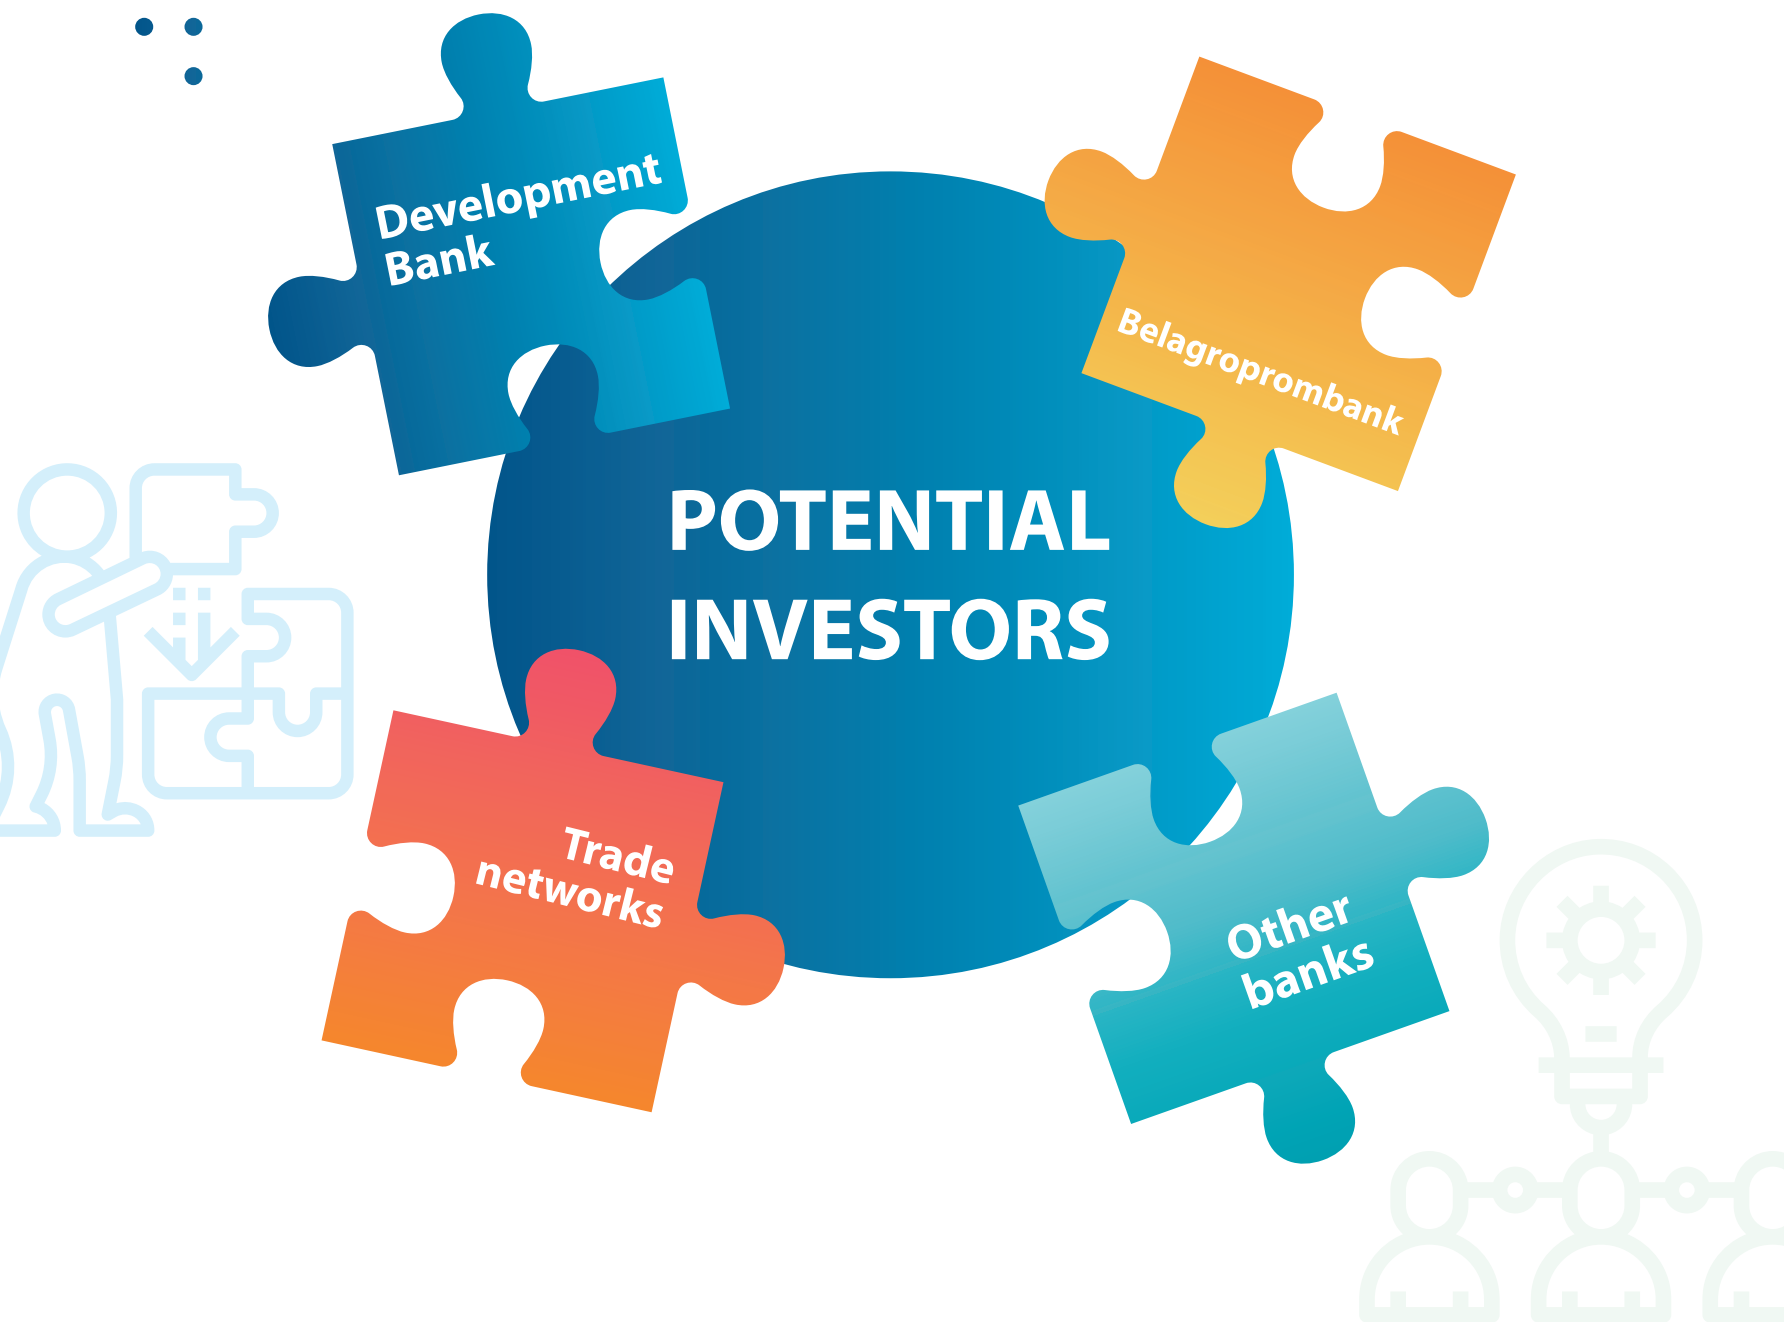 Development
Bank
Belagroprombank
POTENTIAL
INVESTORS
Trade
networks
Other
banks